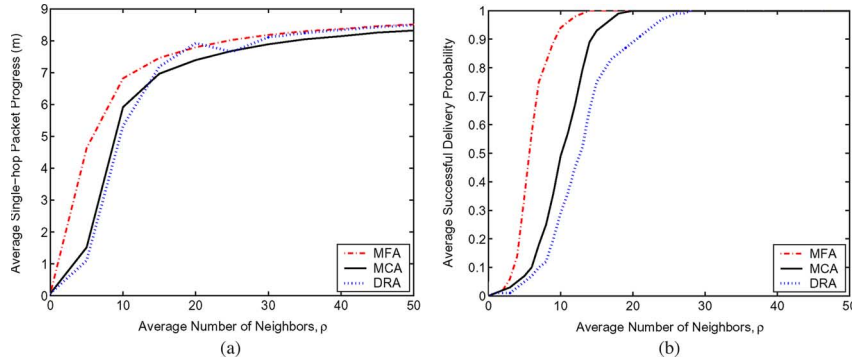 Average Single-hop Packet Progress (m)
9
8
7
6
5
4
3
2
1
0
0 10 20 30 40 50
MFA
MCA
DRA
Average Number of Neighbors, ρ
(a)
Average Successful Delivery Probability
1
0.9
0.8
0.7
0.6
0.5
0.4
0.3
0.2
0.1
0
0 10 20 30 40 50
MFA
MCA
DRA
Average Number of Neighbors, ρ
(b)